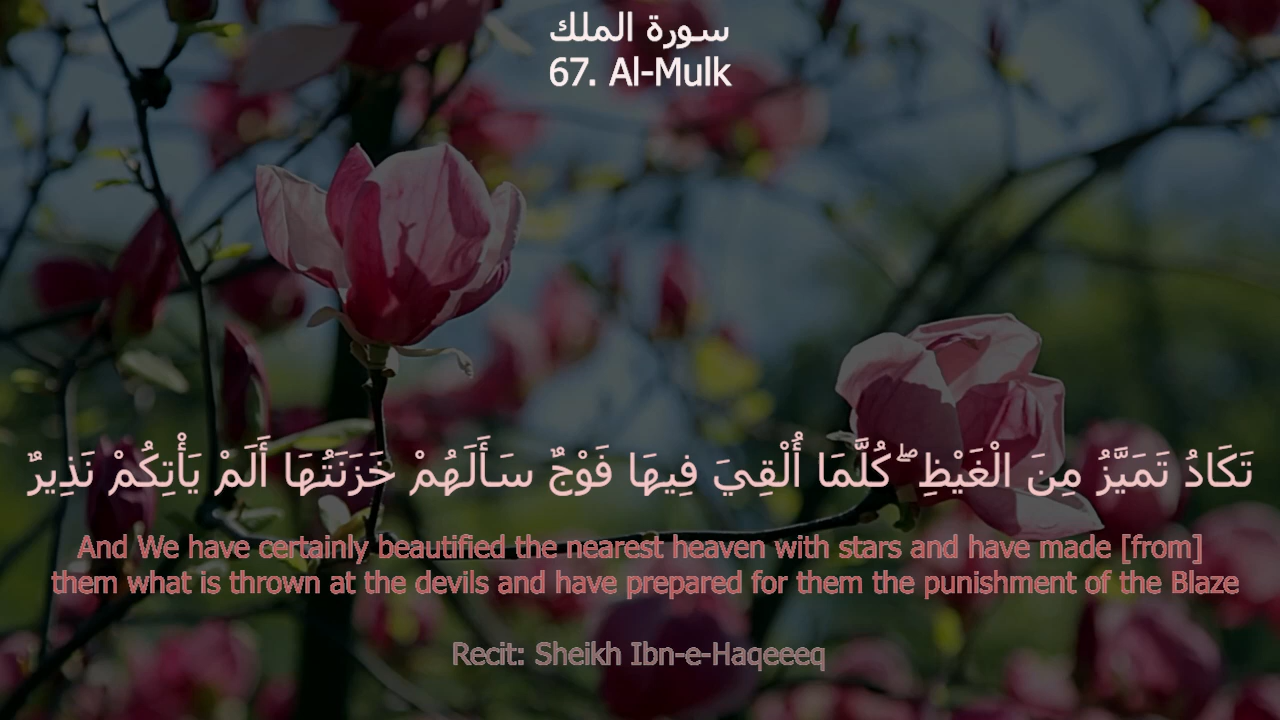 سورة الملك
67. Al-Mulk
تَكَادُ تَمَيَّزُ مِنَ الْغَيْظِ ۖ كُلَّمَا أُلْقِيَ فِيهَا فَوْجٌ سَأَلَهُمْ خَزَنَتُهَا أَلَمْ يَأْتِكُمْ نَذِيرٌ
And We have certainly beautified the nearest heaven with stars and have made [from]
them what is thrown at the devils and have prepared for them the punishment of the Blaze
Recit: Sheikh Ibn-e-Haqeeeq